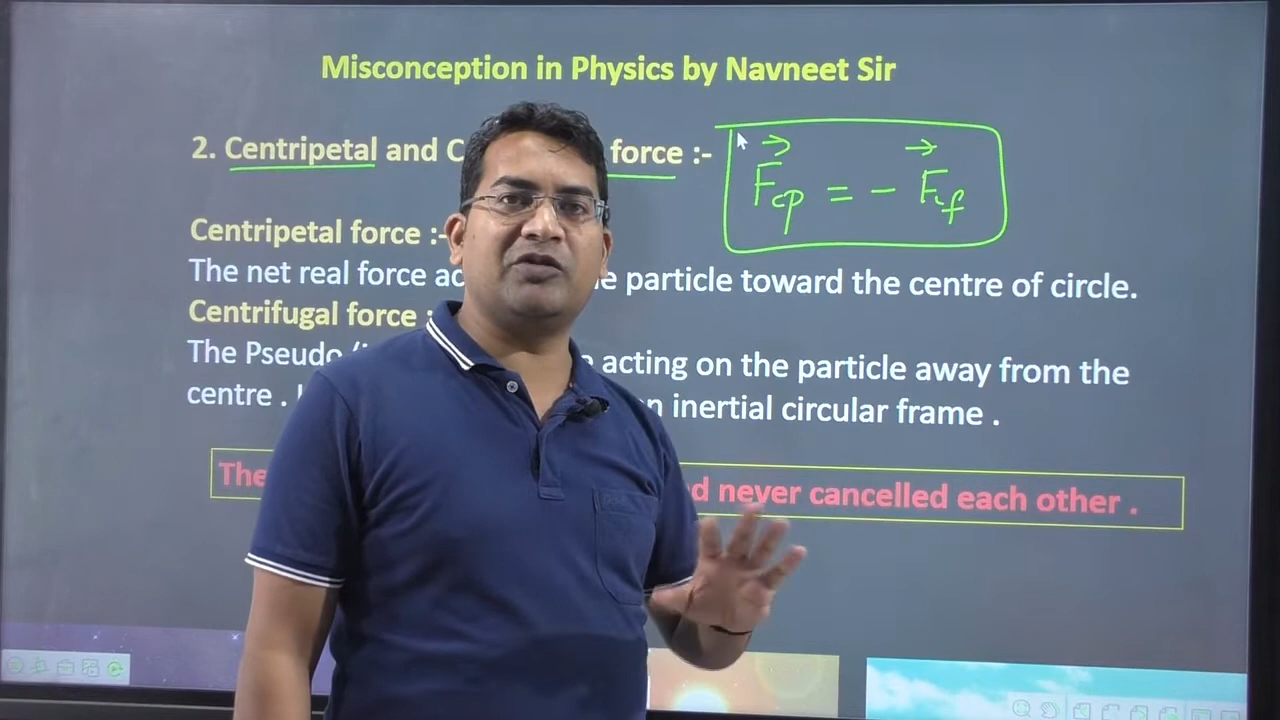 Misconception in Physics by Navneet Sir
2. Centripetal and C force :-
F⃗cp = - F⃗cf
Centripetal force :-
The net real force ac e particle toward the centre of circle.
Centrifugal force :
The Pseudo acting on the particle away from the
centre . n inertial circular frame .
The d never cancelled each other .